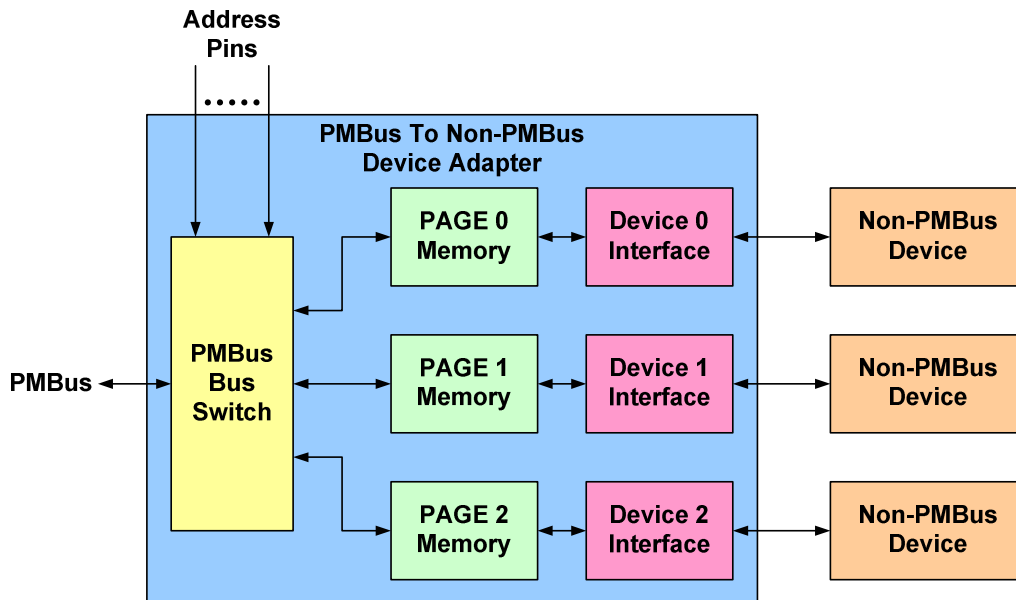 Address
Pins
PMBus To Non-PMBus
Device Adapter
PAGE 0
Memory
Device 0
Interface
Non-PMBus
Device
PMBus
PMBus
Bus
Switch
PAGE 1
Memory
Device 1
Interface
Non-PMBus
Device
PAGE 2
Memory
Device 2
Interface
Non-PMBus
Device